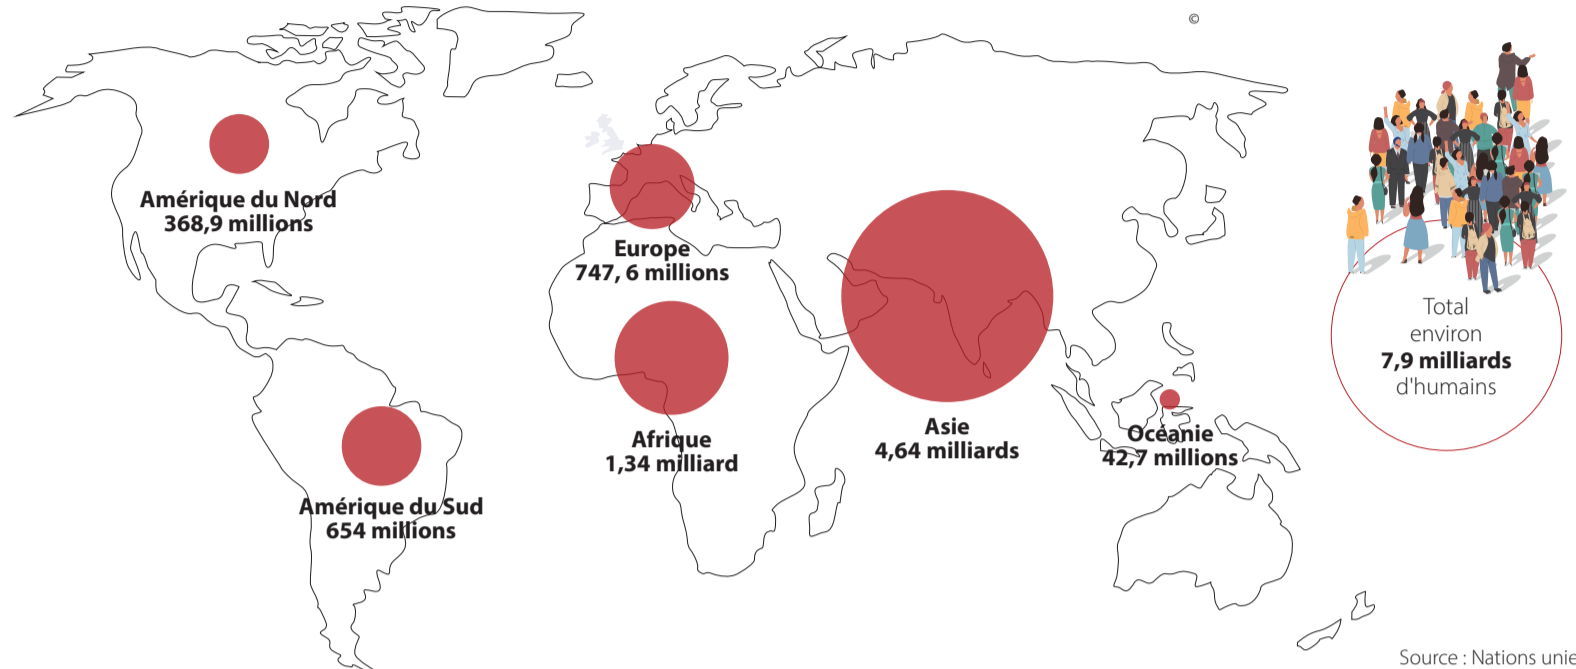 ©
Amérique du Nord
368,9 millions
Europe
747, 6 millions
Afrique
1,34 milliard
Asie
4,64 milliards
Océanie
42,7 millions
Amérique du Sud
654 millions
Total
environ
7,9 milliards
d'humains
Source : Nations unie